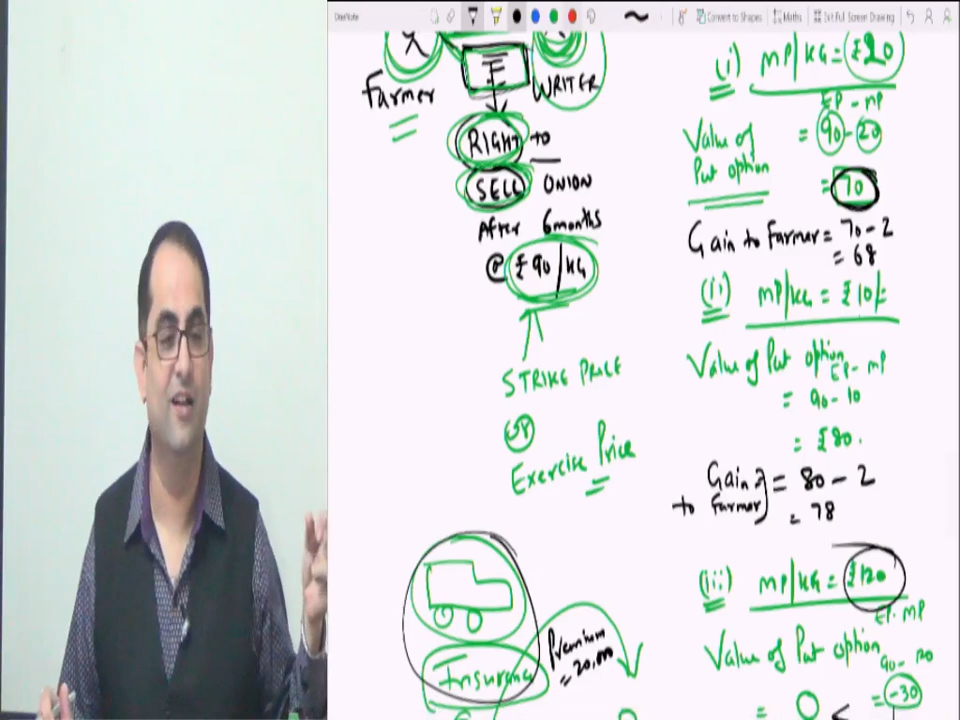 OneNote
Convert to Shapes
Maths
Exit Full Screen Drawing
Farmer
WRITER
RIGHT to
SELL ONION
After 6months
@ ₹90/KG
STRIKE PRICE
or
Exercise Price
Insurance
Premium
= 20,000
(i) MP/KG = ₹20
EP - MP
Value of
Put option
= 90 - 20
= 70
Gain to Farmer = 70 - 2
= 68
(ii) MP/KG = ₹10/-
Value of Put option
EP - MP
= 90 - 10
= ₹80.
Gain
to Farmer} = 80 - 2
= 78
(iii) MP/KG = ₹120
EP - MP
Value of Put option
90 - 120
= -30
= 0 <